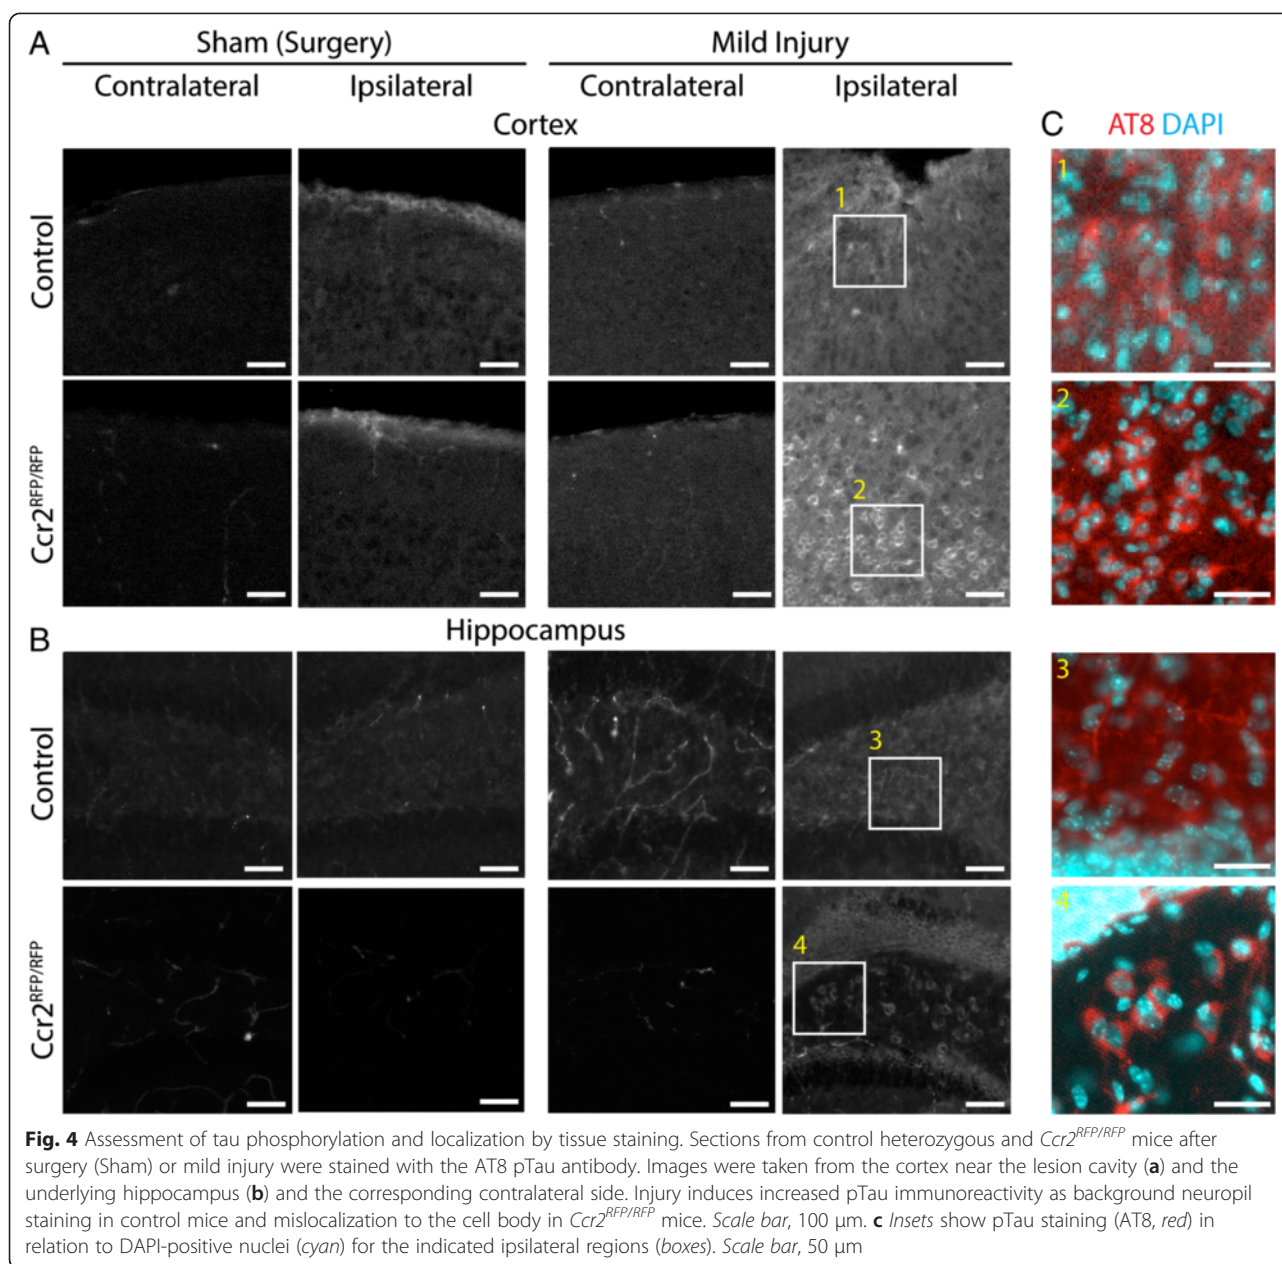 A
Sham (Surgery)
Mild Injury
Contralateral
Ipsilateral
Contralateral
Ipsilateral
Cortex
C
AT8 DAPI
Control
1
1
Ccr2RFP/RFP
2
2
B
Hippocampus
Control
3
3
Ccr2RFP/RFP
4
4
Fig. 4 Assessment of tau phosphorylation and localization by tissue staining. Sections from control heterozygous and Ccr2RFP/RFP mice after
surgery (Sham) or mild injury were stained with the AT8 pTau antibody. Images were taken from the cortex near the lesion cavity (a) and the
underlying hippocampus (b) and the corresponding contralateral side. Injury induces increased pTau immunoreactivity as background neuropil
staining in control mice and mislocalization to the cell body in Ccr2RFP/RFP mice. Scale bar, 100 μm. c Insets show pTau staining (AT8, red) in
relation to DAPI-positive nuclei (cyan) for the indicated ipsilateral regions (boxes). Scale bar, 50 μm